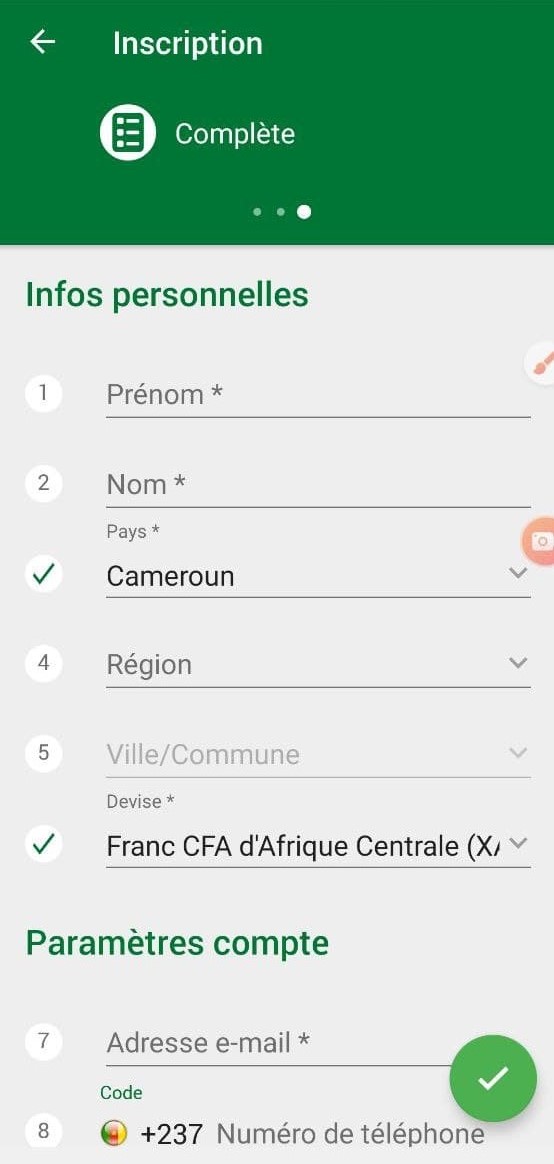 Inscription
Complète
Infos personnelles
1
Prénom *
2
Nom *
Pays *
Cameroun
4
Région
5
Ville/Commune
Devise *
Franc CFA d'Afrique Centrale (XA
Paramètres compte
7
Adresse e-mail *
Code
8
+237 Numéro de téléphone